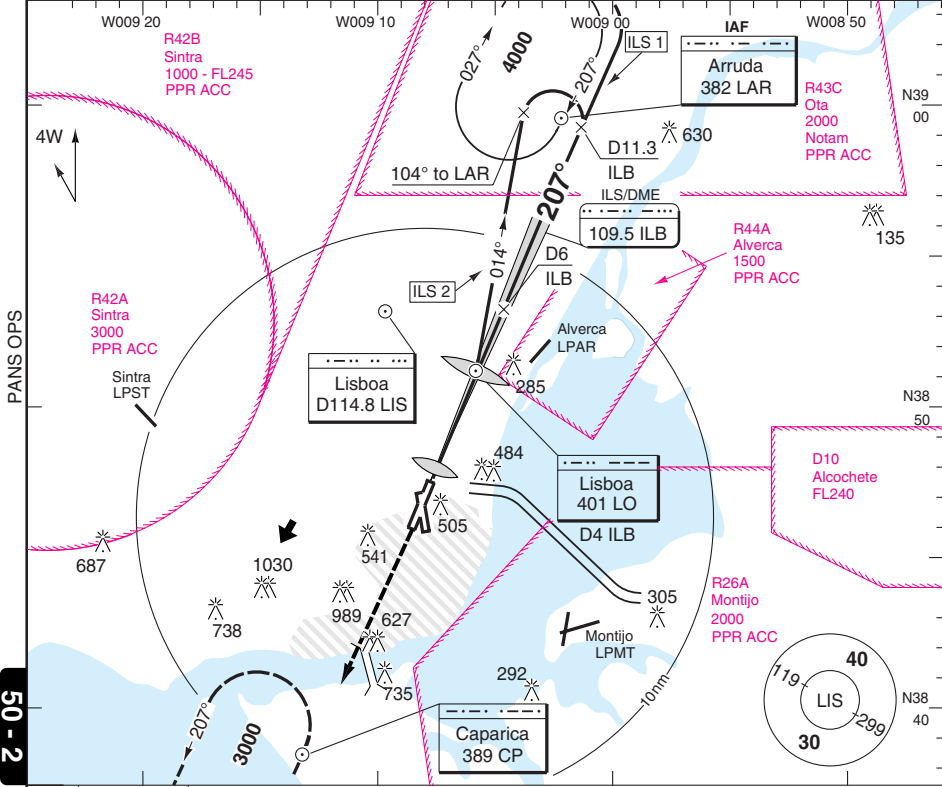 W009 20
W009 10
W009 00
W008 50
R42B
Sintra
1000 - FL245
PPR ACC
027°
4000
207°
ILS 1
IAF
Arruda
382 LAR
R43C
Ota
2000
Notam
PPR ACC
N39
00
4W
630
D11.3
ILB
104° to LAR
207°
ILS/DME
109.5 ILB
135
R44A
Alverca
1500
PPR ACC
014°
D6
ILB
ILS 2
R42A
Sintra
3000
PPR ACC
PANS OPS
Alverca
LPAR
285
Sintra
LPST
Lisboa
D114.8 LIS
N38
50
484
Lisboa
401 LO
D4 ILB
D10
Alcochete
FL240
505
541
687
1030
989
627
738
305
R26A
Montijo
2000
PPR ACC
Montijo
LPMT
735
292
10nm
40
119
LIS
299
30
N38
40
50 - 2
207°
3000
Caparica
389 CP